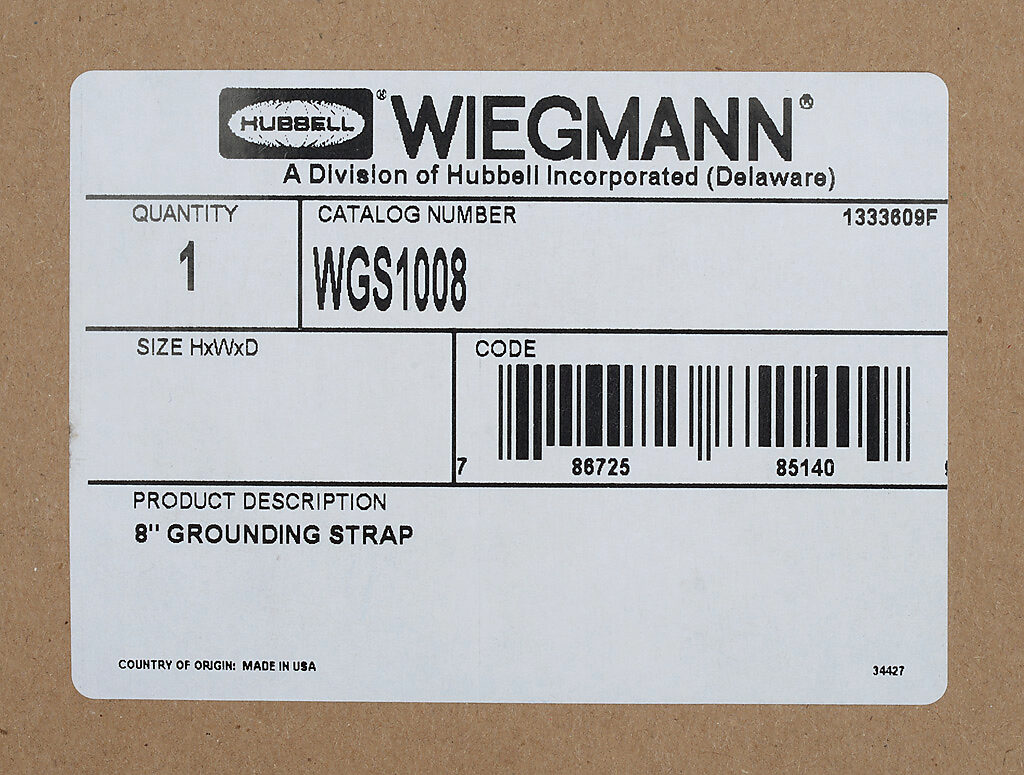 HUBBELL® WIEGMANN®
A Division of Hubbell Incorporated (Delaware)
QUANTITY
1
CATALOG NUMBER 1333609F
WGS1008
SIZE HxWxD
CODE
7 86725 85140
PRODUCT DESCRIPTION
8" GROUNDING STRAP
COUNTRY OF ORIGIN: MADE IN USA 34427